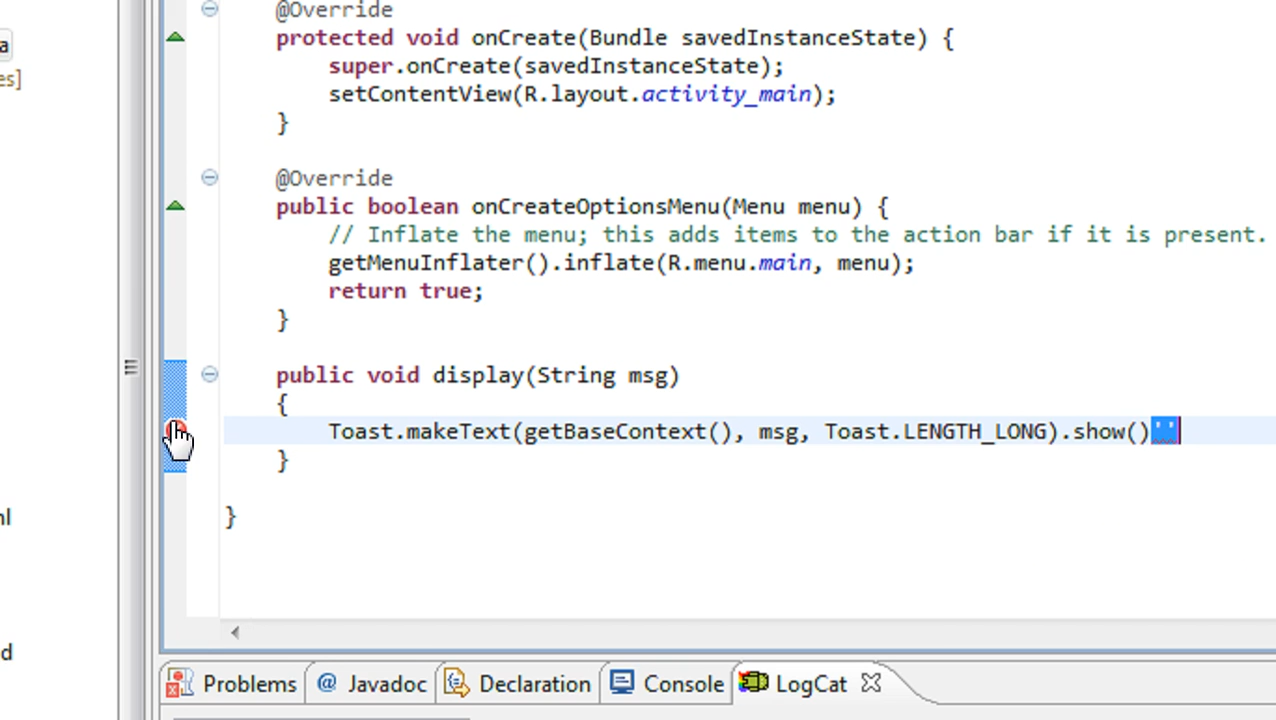 @Override
protected void onCreate(Bundle savedInstanceState) {
super.onCreate(savedInstanceState);
setContentView(R.layout.activity_main);
}
@Override
public boolean onCreateOptionsMenu(Menu menu) {
// Inflate the menu; this adds items to the action bar if it is present.
getMenuInflater().inflate(R.menu.main, menu);
return true;
}
public void display(String msg)
{
Toast.makeText(getBaseContext(), msg, Toast.LENGTH_LONG).show()''
}
}
a
es]
nl
d
Problems @ Javadoc Declaration Console LogCat